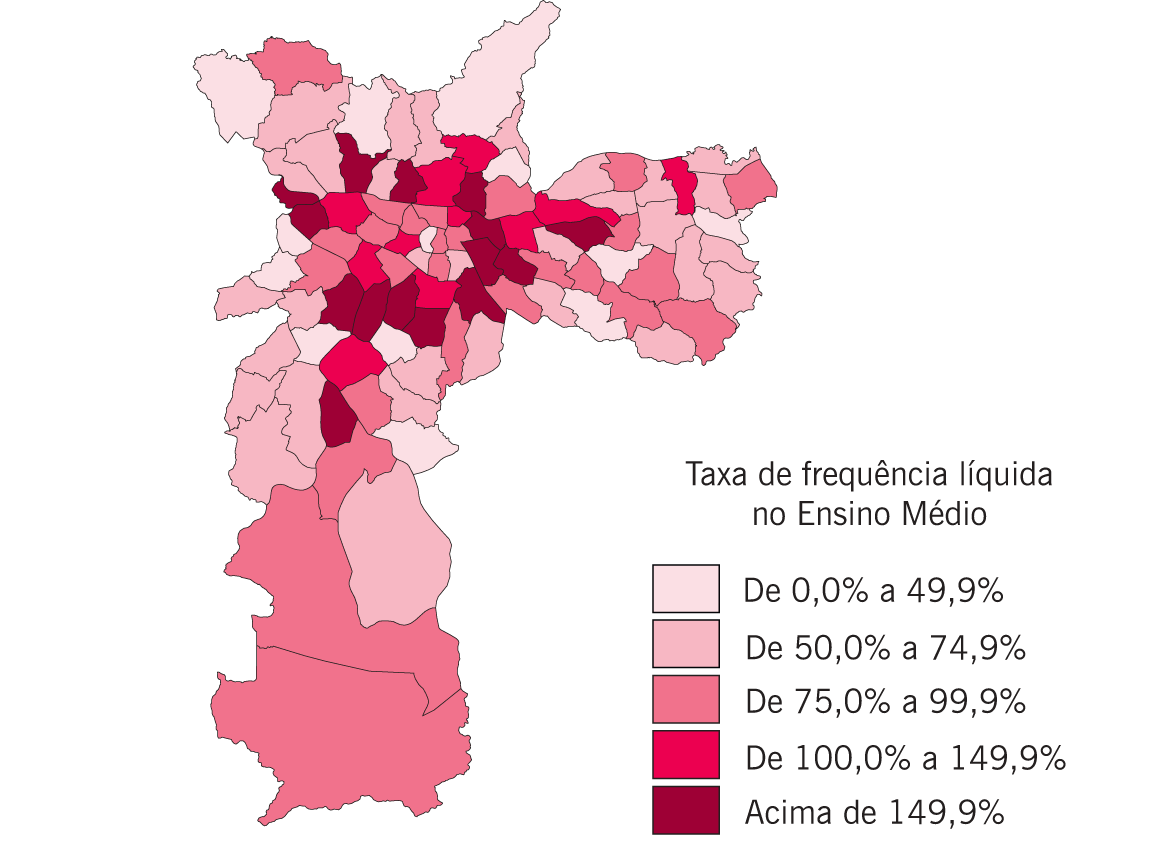 Taxa de frequência líquida
no Ensino Médio
De 0,0% a 49,9%
De 50,0% a 74,9%
De 75,0% a 99,9%
De 100,0% a 149,9%
Acima de 149,9%